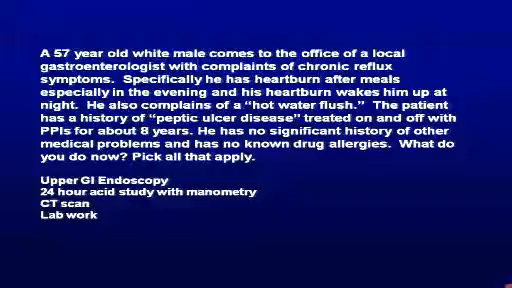 A 57 year old white male comes to the office of a local
gastroenterologist with complaints of chronic reflux
symptoms. Specifically he has heartburn after meals
especially in the evening and his heartburn wakes him up at
night. He also complains of a “hot water flush.” The patient
has a history of “peptic ulcer disease” treated on and off with
PPIs for about 8 years. He has no significant history of other
medical problems and has no known drug allergies. What do
you do now? Pick all that apply.
Upper GI Endoscopy
24 hour acid study with manometry
CT scan
Lab work